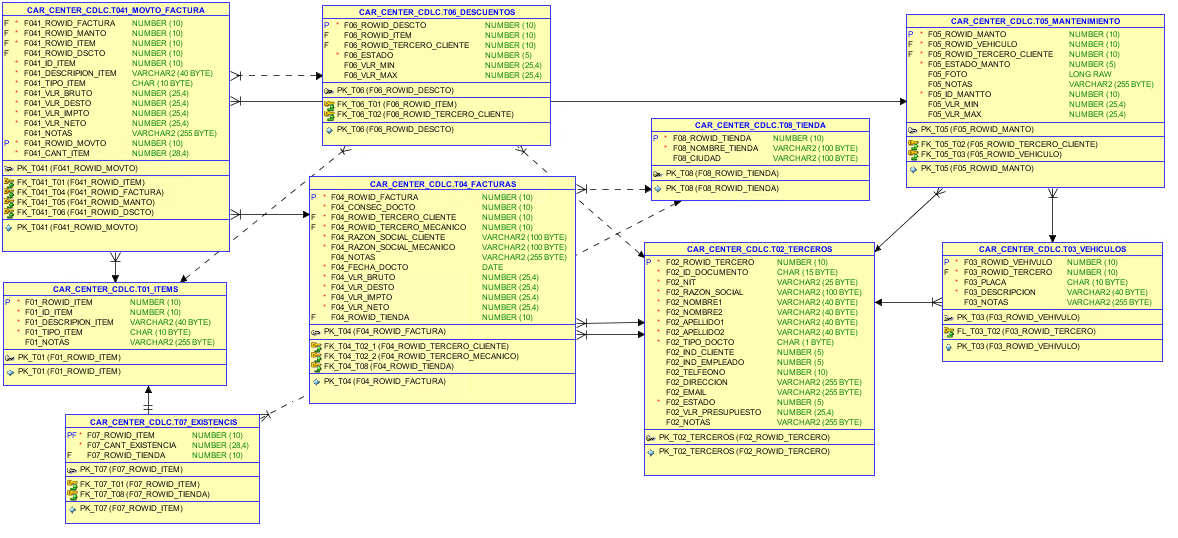 CAR_CENTER_CDLC.T041_MOVTO_FACTURA
F * F041_ROWID_FACTURA NUMBER (10)
F * F041_ROWID_MANTO NUMBER (10)
F * F041_ROWID_ITEM NUMBER (10)
F F041_ROWID_DSCTO NUMBER (10)
* F041_ID_ITEM NUMBER (10)
* F041_DESCRIPION_ITEM VARCHAR2 (40 BYTE)
* F041_TIPO_ITEM CHAR (10 BYTE)
* F041_VLR_BRUTO NUMBER (25,4)
* F041_VLR_DESTO NUMBER (25,4)
* F041_VLR_IMPTO NUMBER (25,4)
* F041_VLR_NETO NUMBER (25,4)
F041_NOTAS VARCHAR2 (255 BYTE)
P * F041_ROWID_MOVTO NUMBER (10)
* F041_CANT_ITEM NUMBER (28,4)
PK_T041 (F041_ROWID_MOVTO)
FK_T041_T01 (F041_ROWID_ITEM)
FK_T041_T04 (F041_ROWID_FACTURA)
FK_T041_T05 (F041_ROWID_MANTO)
FK_T041_T06 (F041_ROWID_DSCTO)
PK_T041 (F041_ROWID_MOVTO)
CAR_CENTER_CDLC.T06_DESCUENTOS
P * F06_ROWID_DESCTO NUMBER (10)
F F06_ROWID_ITEM NUMBER (10)
F F06_ROWID_TERCERO_CLIENTE NUMBER (10)
* F06_ESTADO NUMBER (5)
F06_VLR_MIN NUMBER (25,4)
F06_VLR_MAX NUMBER (25,4)
PK_T06 (F06_ROWID_DESCTO)
FK_T06_T01 (F06_ROWID_ITEM)
FK_T06_T02 (F06_ROWID_TERCERO_CLIENTE)
PK_T06 (F06_ROWID_DESCTO)
CAR_CENTER_CDLC.T05_MANTENIMIENTO
P * F05_ROWID_MANTO NUMBER (10)
F * F05_ROWID_VEHICULO NUMBER (10)
F * F05_ROWID_TERCERO_CLIENTE NUMBER (10)
* F05_ESTADO_MANTO NUMBER (5)
F05_FOTO LONG RAW
F05_NOTAS VARCHAR2 (255 BYTE)
* F05_ID_MANTTO NUMBER (10)
F05_VLR_MIN NUMBER (25,4)
F05_VLR_MAX NUMBER (25,4)
PK_T05 (F05_ROWID_MANTO)
FK_T05_T02 (F05_ROWID_TERCERO_CLIENTE)
FK_T05_T03 (F05_ROWID_VEHICULO)
PK_T05 (F05_ROWID_MANTO)
CAR_CENTER_CDLC.T08_TIENDA
P * F08_ROWID_TIENDA NUMBER (10)
* F08_NOMBRE_TIENDA VARCHAR2 (100 BYTE)
F08_CIUDAD VARCHAR2 (100 BYTE)
PK_T08 (F08_ROWID_TIENDA)
PK_T08 (F08_ROWID_TIENDA)
CAR_CENTER_CDLC.T04_FACTURAS
P * F04_ROWID_FACTURA NUMBER (10)
* F04_CONSEC_DOCTO NUMBER (10)
F * F04_ROWID_TERCERO_CLIENTE NUMBER (10)
F * F04_ROWID_TERCERO_MECANICO NUMBER (10)
* F04_RAZON_SOCIAL_CLIENTE VARCHAR2 (100 BYTE)
* F04_RAZON_SOCIAL_MECANICO VARCHAR2 (100 BYTE)
F04_NOTAS VARCHAR2 (255 BYTE)
* F04_FECHA_DOCTO DATE
* F04_VLR_BRUTO NUMBER (25,4)
* F04_VLR_DESTO NUMBER (25,4)
* F04_VLR_IMPTO NUMBER (25,4)
* F04_VLR_NETO NUMBER (25,4)
F F04_ROWID_TIENDA NUMBER (10)
PK_T04 (F04_ROWID_FACTURA)
FK_T04_T02_1 (F04_ROWID_TERCERO_CLIENTE)
FK_T04_T02_2 (F04_ROWID_TERCERO_MECANICO)
FK_T04_T08 (F04_ROWID_TIENDA)
PK_T04 (F04_ROWID_FACTURA)
CAR_CENTER_CDLC.T02_TERCEROS
P * F02_ROWID_TERCERO NUMBER (10)
* F02_ID_DOCUMENTO CHAR (15 BYTE)
* F02_NIT VARCHAR2 (25 BYTE)
* F02_RAZON_SOCIAL VARCHAR2 (100 BYTE)
* F02_NOMBRE1 VARCHAR2 (40 BYTE)
* F02_NOMBRE2 VARCHAR2 (40 BYTE)
* F02_APELLIDO1 VARCHAR2 (40 BYTE)
* F02_APELLIDO2 VARCHAR2 (40 BYTE)
* F02_TIPO_DOCTO CHAR (1 BYTE)
F02_IND_CLIENTE NUMBER (5)
F02_IND_EMPLEADO NUMBER (5)
F02_TELFEONO NUMBER (10)
F02_DIRECCION VARCHAR2 (255 BYTE)
F02_EMAIL VARCHAR2 (255 BYTE)
* F02_ESTADO NUMBER (5)
F02_VLR_PRESUPUESTO NUMBER (25,4)
F02_NOTAS VARCHAR2 (255 BYTE)
PK_T02_TERCEROS (F02_ROWID_TERCERO)
PK_T02_TERCEROS (F02_ROWID_TERCERO)
CAR_CENTER_CDLC.T03_VEHICULOS
P * F03_ROWID_VEHIVULO NUMBER (10)
F * F03_ROWID_TERCERO NUMBER (10)
* F03_PLACA CHAR (10 BYTE)
* F03_DESCRIPCION VARCHAR2 (40 BYTE)
F03_NOTAS VARCHAR2 (255 BYTE)
PK_T03 (F03_ROWID_VEHIVULO)
FL_T03_T02 (F03_ROWID_TERCERO)
PK_T03 (F03_ROWID_VEHIVULO)
CAR_CENTER_CDLC.T01_ITEMS
P * F01_ROWID_ITEM NUMBER (10)
* F01_ID_ITEM NUMBER (10)
* F01_DESCRIPION_ITEM VARCHAR2 (40 BYTE)
* F01_TIPO_ITEM CHAR (10 BYTE)
F01_NOTAS VARCHAR2 (255 BYTE)
PK_T01 (F01_ROWID_ITEM)
PK_T01 (F01_ROWID_ITEM)
CAR_CENTER_CDLC.T07_EXISTENCIS
PF * F07_ROWID_ITEM NUMBER (10)
* F07_CANT_EXISTENCIA NUMBER (28,4)
F F07_ROWID_TIENDA NUMBER (10)
PK_T07 (F07_ROWID_ITEM)
FK_T07_T01 (F07_ROWID_ITEM)
FK_T07_T08 (F07_ROWID_TIENDA)
PK_T07 (F07_ROWID_ITEM)